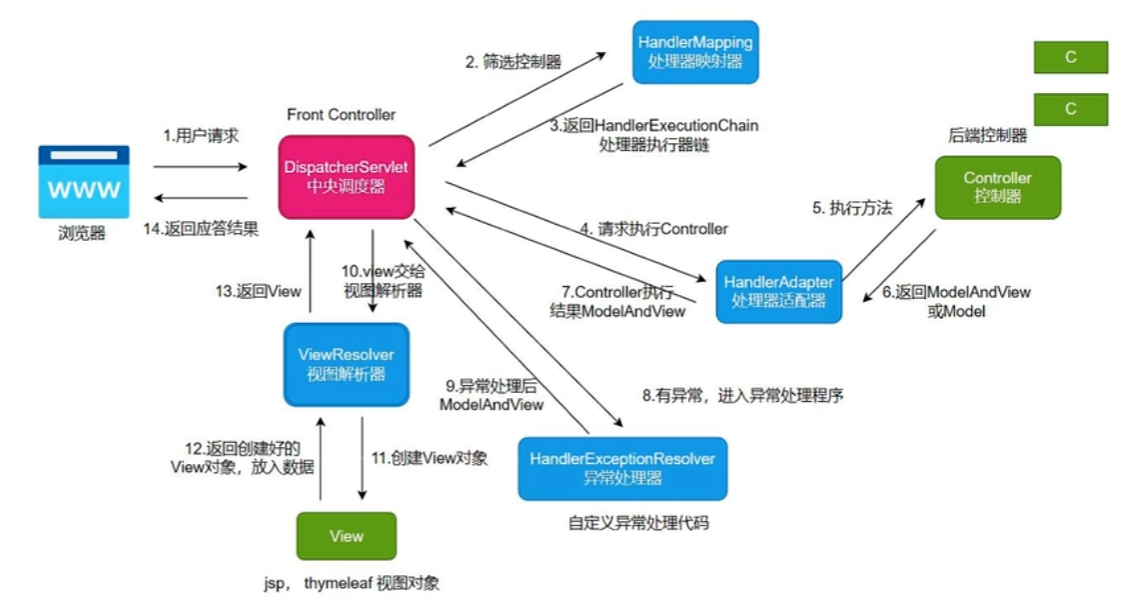 HandlerMapping
处理器映射器
C
2. 筛选控制器
C
Front Controller
3.返回HandlerExecutionChain
处理器执行器链
1.用户请求
后端控制器
DispatcherServlet
中央调度器
WWW
Controller
控制器
5. 执行方法
14.返回应答结果
浏览器
4. 请求执行Controller
10.view交给
视图解析器
13.返回View
HandlerAdapter
处理器适配器
7.Controller执行
结果ModelAndView
6.返回ModelAndView
或Model
ViewResolver
视图解析器
9.异常处理后
ModelAndView
8.有异常，进入异常处理程序
12.返回创建好的
View对象，放入数据
11.创建View对象
HandlerExceptionResolver
异常处理器
自定义异常处理代码
View
jsp， thymeleaf 视图对象